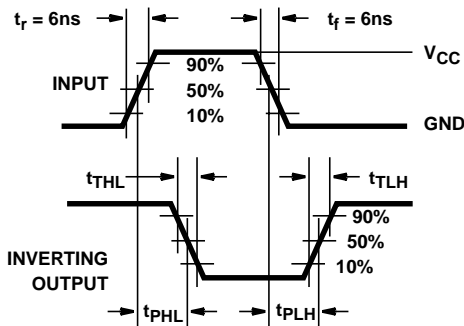 tr = 6ns
tf = 6ns
VCC
90%
INPUT
50%
10%
GND
tTHL
tTLH
90%
50%
INVERTING
OUTPUT
10%
tPHL
tPLH